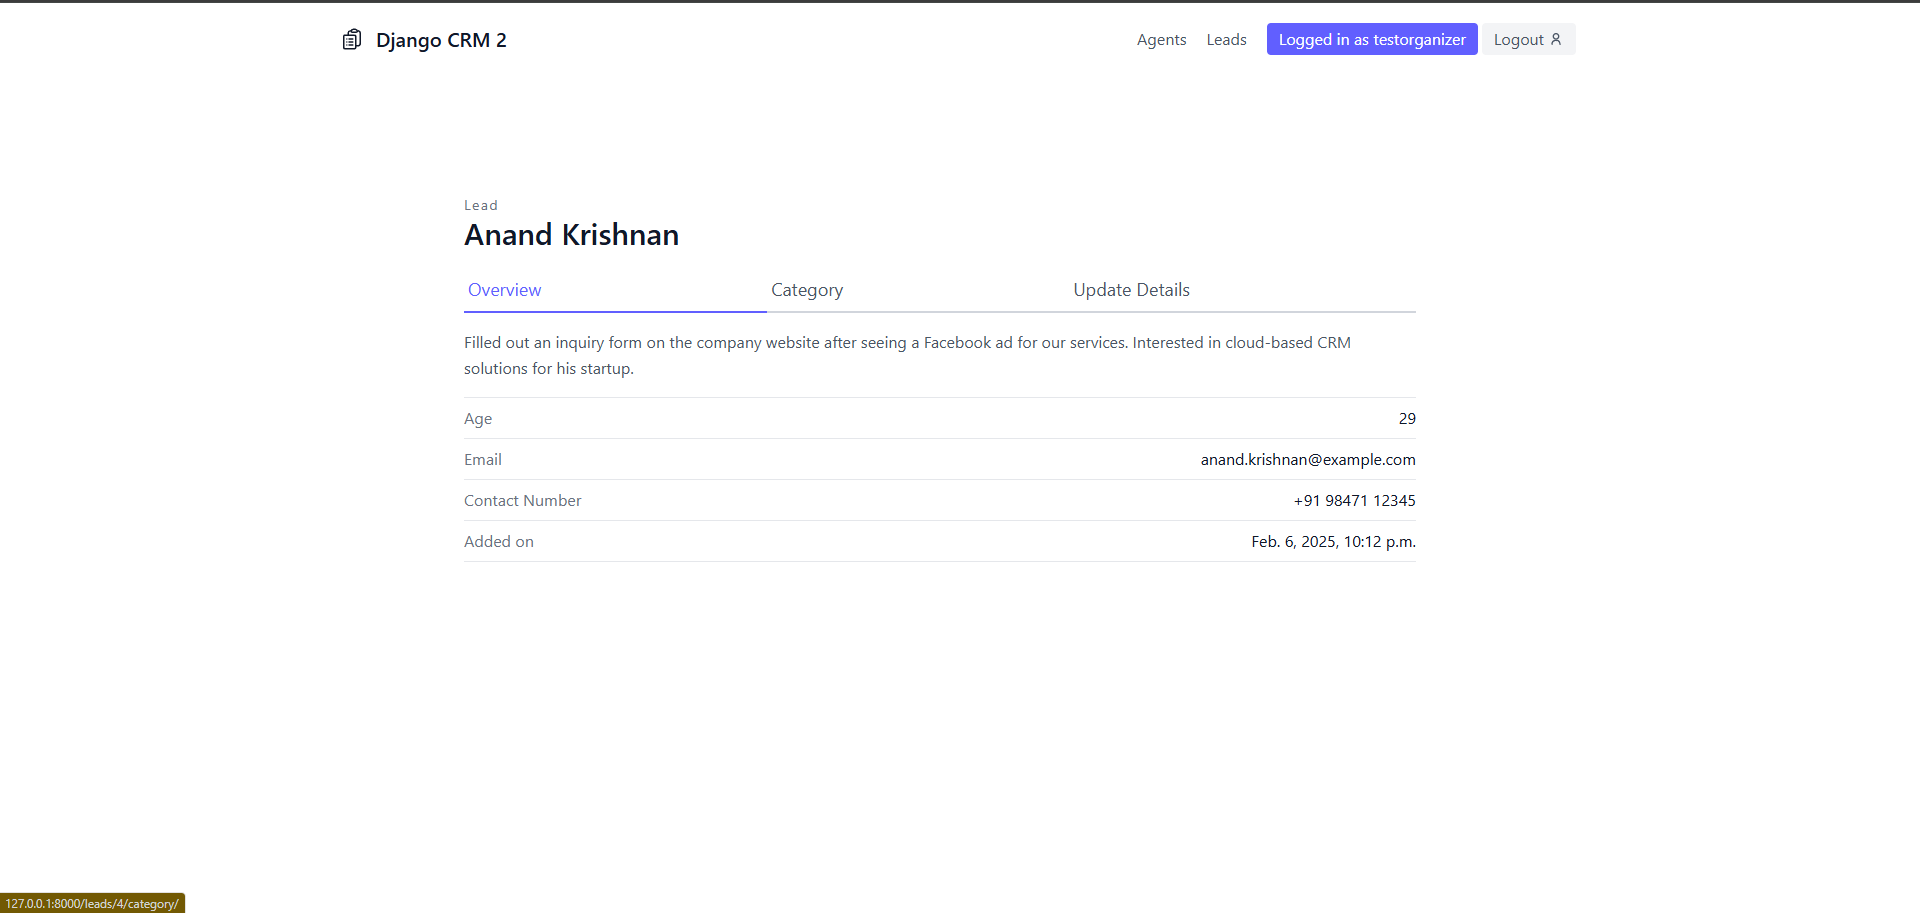 Django CRM 2
Agents Leads Logged in as testorganizer Logout
Lead
Anand Krishnan
Overview Category Update Details
Filled out an inquiry form on the company website after seeing a Facebook ad for our services. Interested in cloud-based CRM
solutions for his startup.
Age 29
Email anand.krishnan@example.com
Contact Number +91 98471 12345
Added on Feb. 6, 2025, 10:12 p.m.
127.0.0.1:8000/leads/4/category/